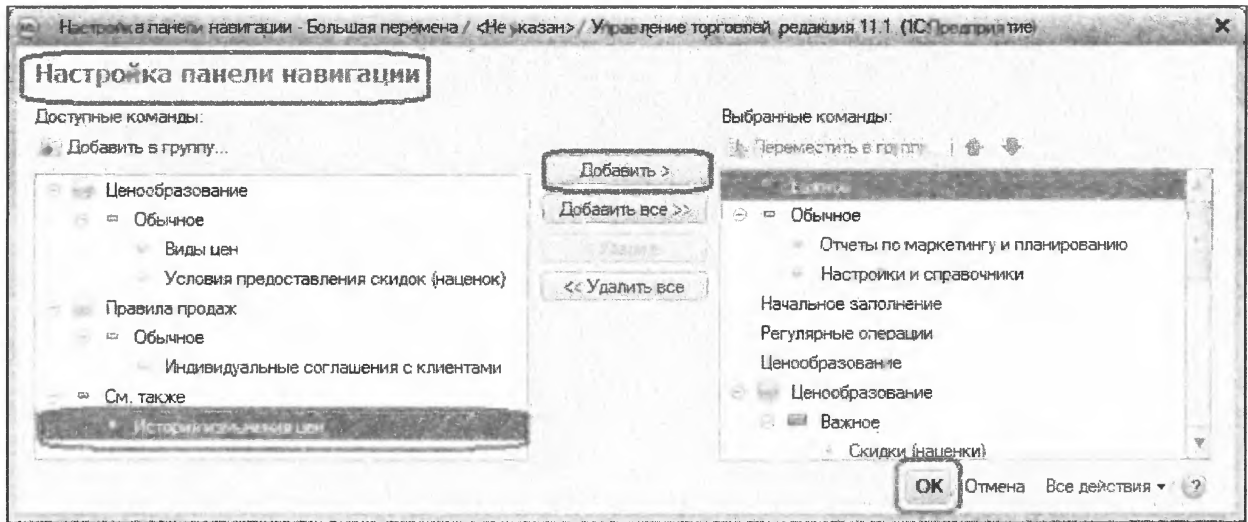 Настройка панели навигации - Большая перемена / <Не указан> / Управление торговлей, редакция 11.1 (1С:Предприятие)
Настройка панели навигации
Доступные команды:
Добавить в группу...
Ценообразование
Обычное
Виды цен
Условия предоставления скидок (наценок)
Правила продаж
Обычное
Индивидуальные соглашения с клиентами
См. также
История изменения цен
Добавить >
Добавить все >>
<< Удалить все
Выбранные команды:
Переместить в группу
Важное
Обычное
Отчеты по маркетингу и планированию
Настройки и справочники
Начальное заполнение
Регулярные операции
Ценообразование
Ценообразование
Важное
Скидки (наценки)
OK Отмена Все действия ?